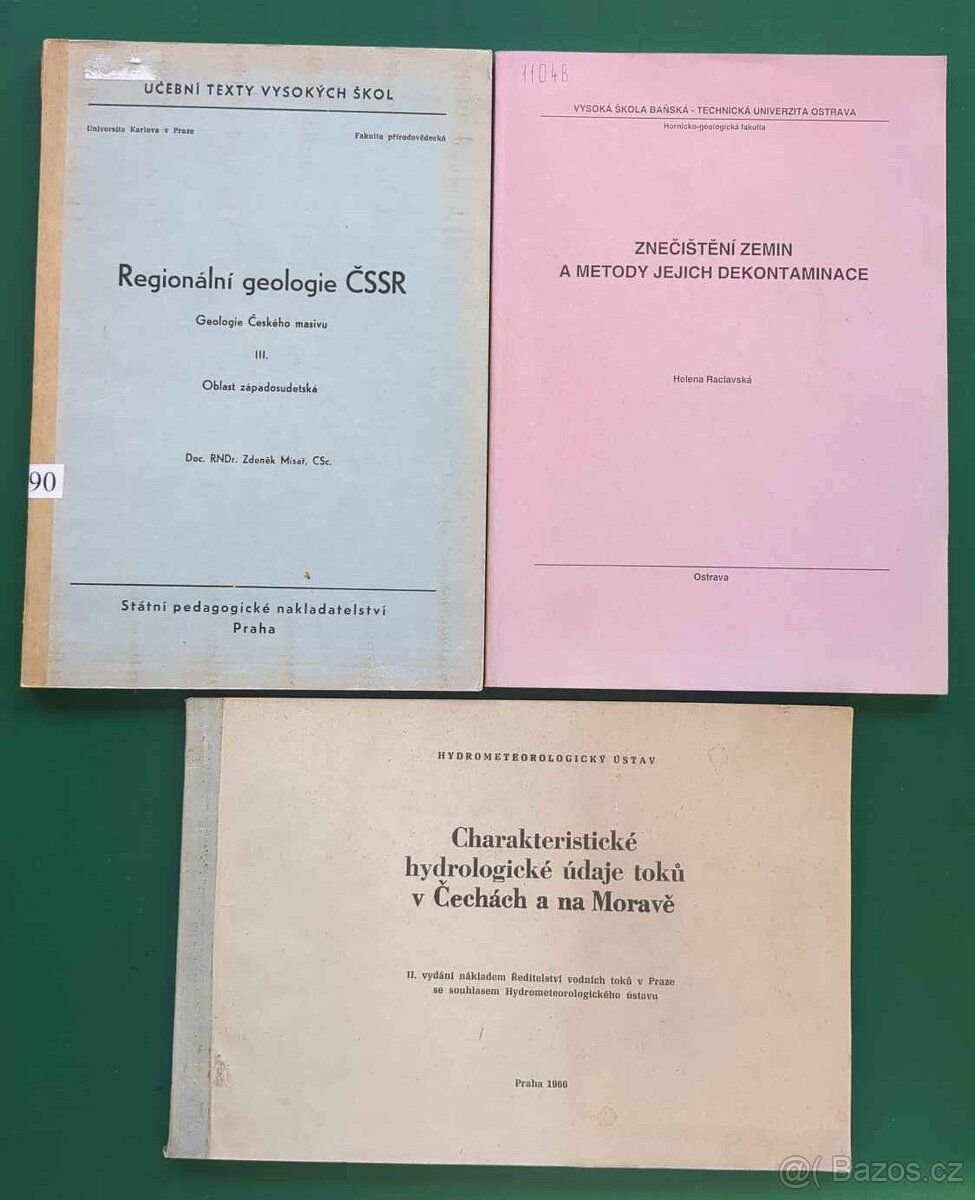 UČEBNÍ TEXTY VYSOKÝCH ŠKOL
Universita Karlova v Praze
Fakulta přírodovědecká
Regionální geologie ČSSR
Geologie Českého masivu
III.
Oblast západosudetská
Doc. RNDr. Zdeněk Mísař, CSc.
90
Státní pedagogické nakladatelství
Praha
11048
VYSOKÁ ŠKOLA BÁŇSKÁ - TECHNICKÁ UNIVERZITA OSTRAVA
Hornicko-geologická fakulta
ZNEČIŠTĚNÍ ZEMIN
A METODY JEJICH DEKONTAMINACE
Helena Raclavská
Ostrava
HYDROMETEOROLOGICKÝ ÚSTAV
Charakteristické
hydrologické údaje toků
v Čechách a na Moravě
II. vydání nákladem Ředitelství vodních toků v Praze
se souhlasem Hydrometeorologického ústavu
Praha 1966
@( Bazos.cz